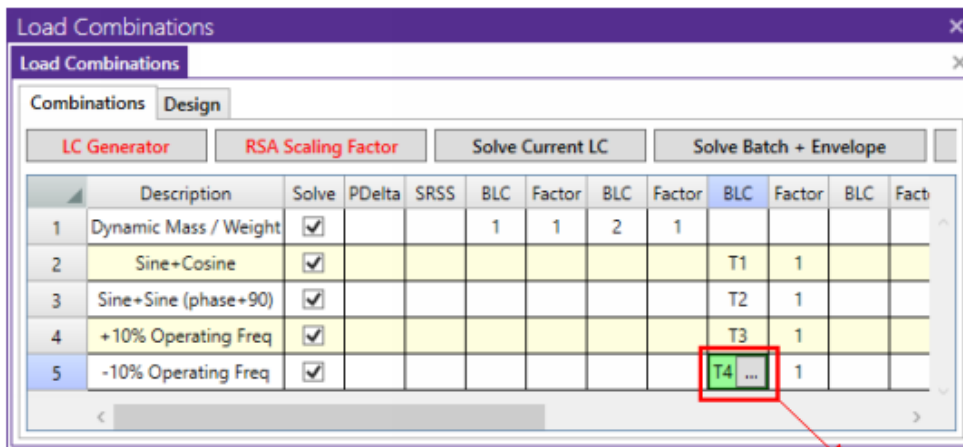 Load Combinations
Load Combinations
Combinations Design
LC Generator RSA Scaling Factor Solve Current LC Solve Batch + Envelope
Description Solve PDelta SRSS BLC Factor BLC Factor BLC Factor BLC Facto
1 Dynamic Mass / Weight 1 1 2 1
2 Sine+Cosine T1 1
3 Sine+Sine (phase+90) T2 1
4 +10% Operating Freq T3 1
5 -10% Operating Freq T4 ... 1